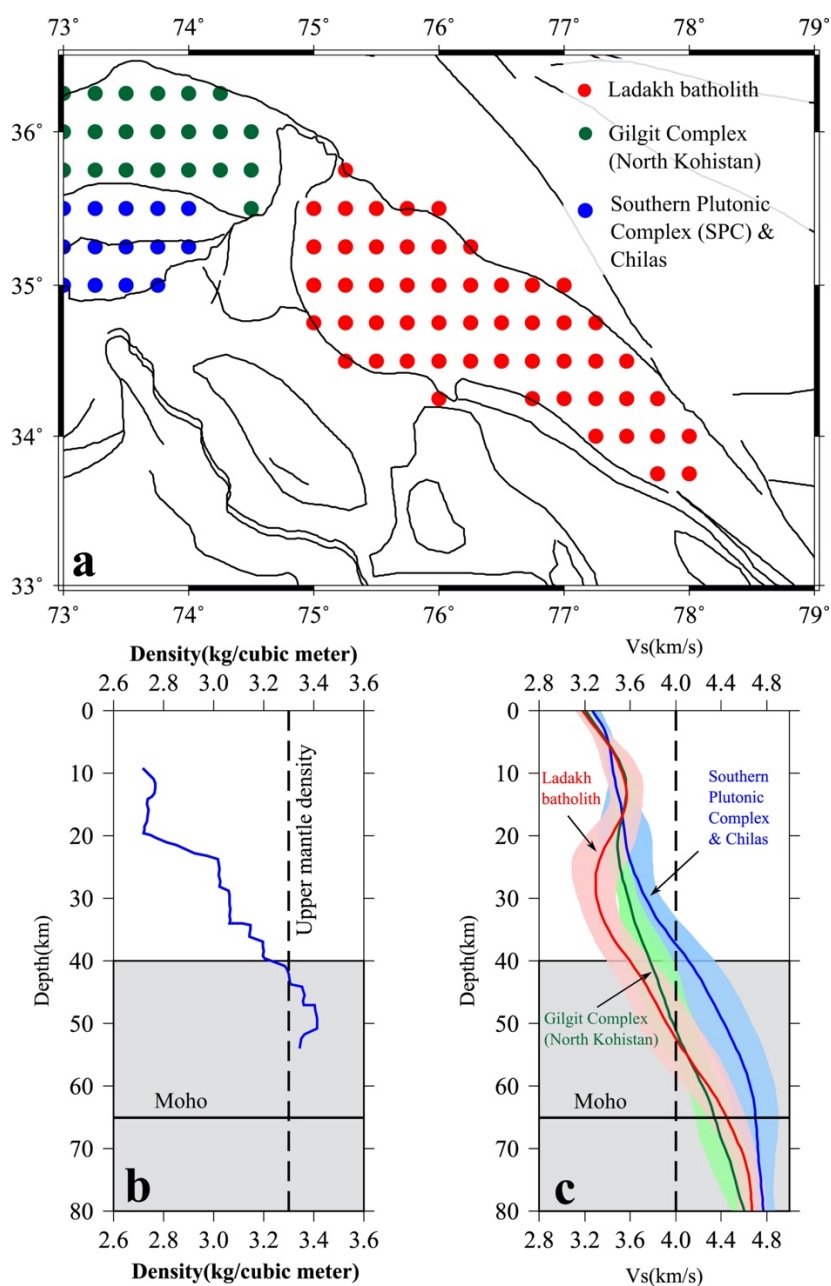 73° 74° 75° 76° 77° 78° 79°
36°
35°
34°
33°
Ladakh batholith
Gilgit Complex
(North Kohistan)
Southern Plutonic
Complex (SPC) &
Chilas
a
73° 74° 75° 76° 77° 78° 79°
Density(kg/cubic meter)
2.6 2.8 3.0 3.2 3.4 3.6
0
10
20
30
40
50
60
70
80
Depth(km)
Upper mantle density
Moho
b
2.6 2.8 3.0 3.2 3.4 3.6
Density(kg/cubic meter)
Vs(km/s)
2.8 3.2 3.6 4.0 4.4 4.8
0
10
20
30
40
50
60
70
80
Depth(km)
Ladakh
batholith
Southern
Plutonic
Complex
& Chilas
Gilgit Complex
(North Kohistan)
Moho
c
2.8 3.2 3.6 4.0 4.4 4.8
Vs(km/s)